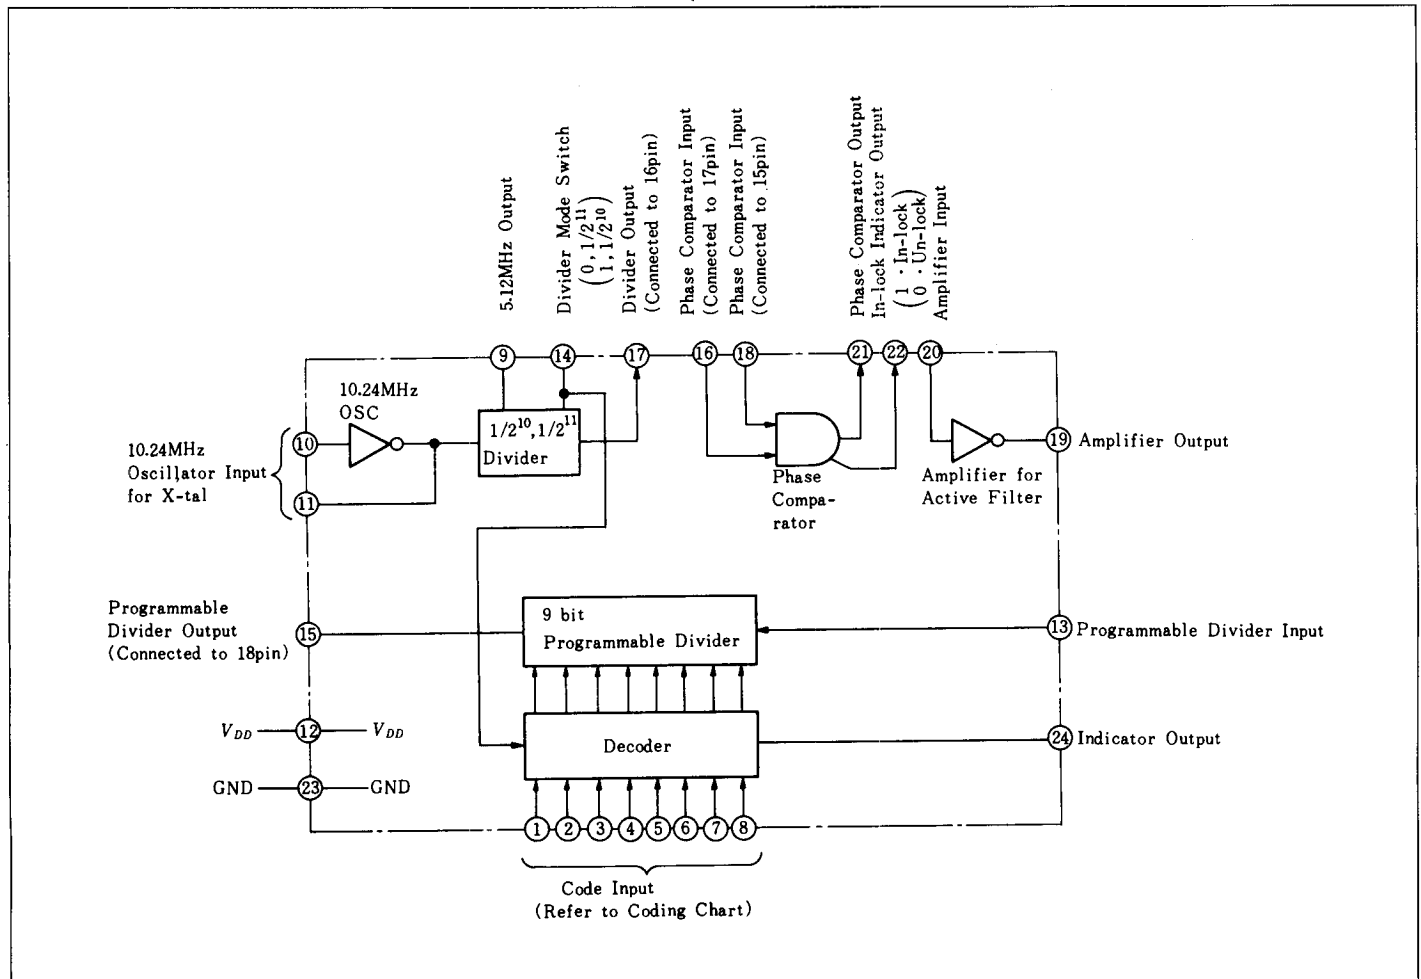 5.12MHz Output
Divider Mode Switch
(0, 1/2¹¹)
(1, 1/2¹⁰)
Divider Output
(Connected to 16pin)
Phase Comparator Input
(Connected to 17pin)
Phase Comparator Input
(Connected to 15pin)
Phase Comparator Output
In-lock Indicator Output
(1 · In-lock)
(0 · Un-lock)
Amplifier Input
9
14
17
16
18
21
22
20
10.24MHz
OSC
10
11
10.24MHz
Oscillator Input
for X-tal
1/2¹⁰, 1/2¹¹
Divider
Phase
Compa-
rator
Amplifier for
Active Filter
19
Amplifier Output
Programmable
Divider Output
(Connected to 18pin)
15
9 bit
Programmable Divider
13
Programmable Divider Input
V_DD
12
V_DD
Decoder
24
Indicator Output
GND
23
GND
1
2
3
4
5
6
7
8
Code Input
(Refer to Coding Chart)